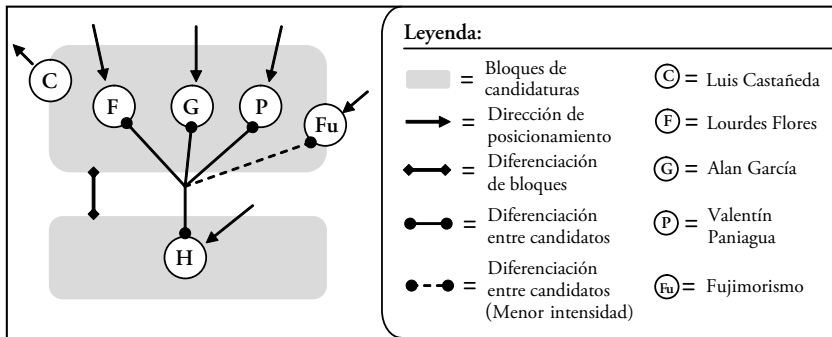 C
F
G
P
Fu
H
Leyenda:
= Bloques de
candidaturas
= Dirección de
posicionamiento
= Diferenciación
de bloques
= Diferenciación
entre candidatos
= Diferenciación
entre candidatos
(Menor intensidad)
C = Luis Castañeda
F = Lourdes Flores
G = Alan García
P = Valentín
Paniagua
Fu = Fujimorismo